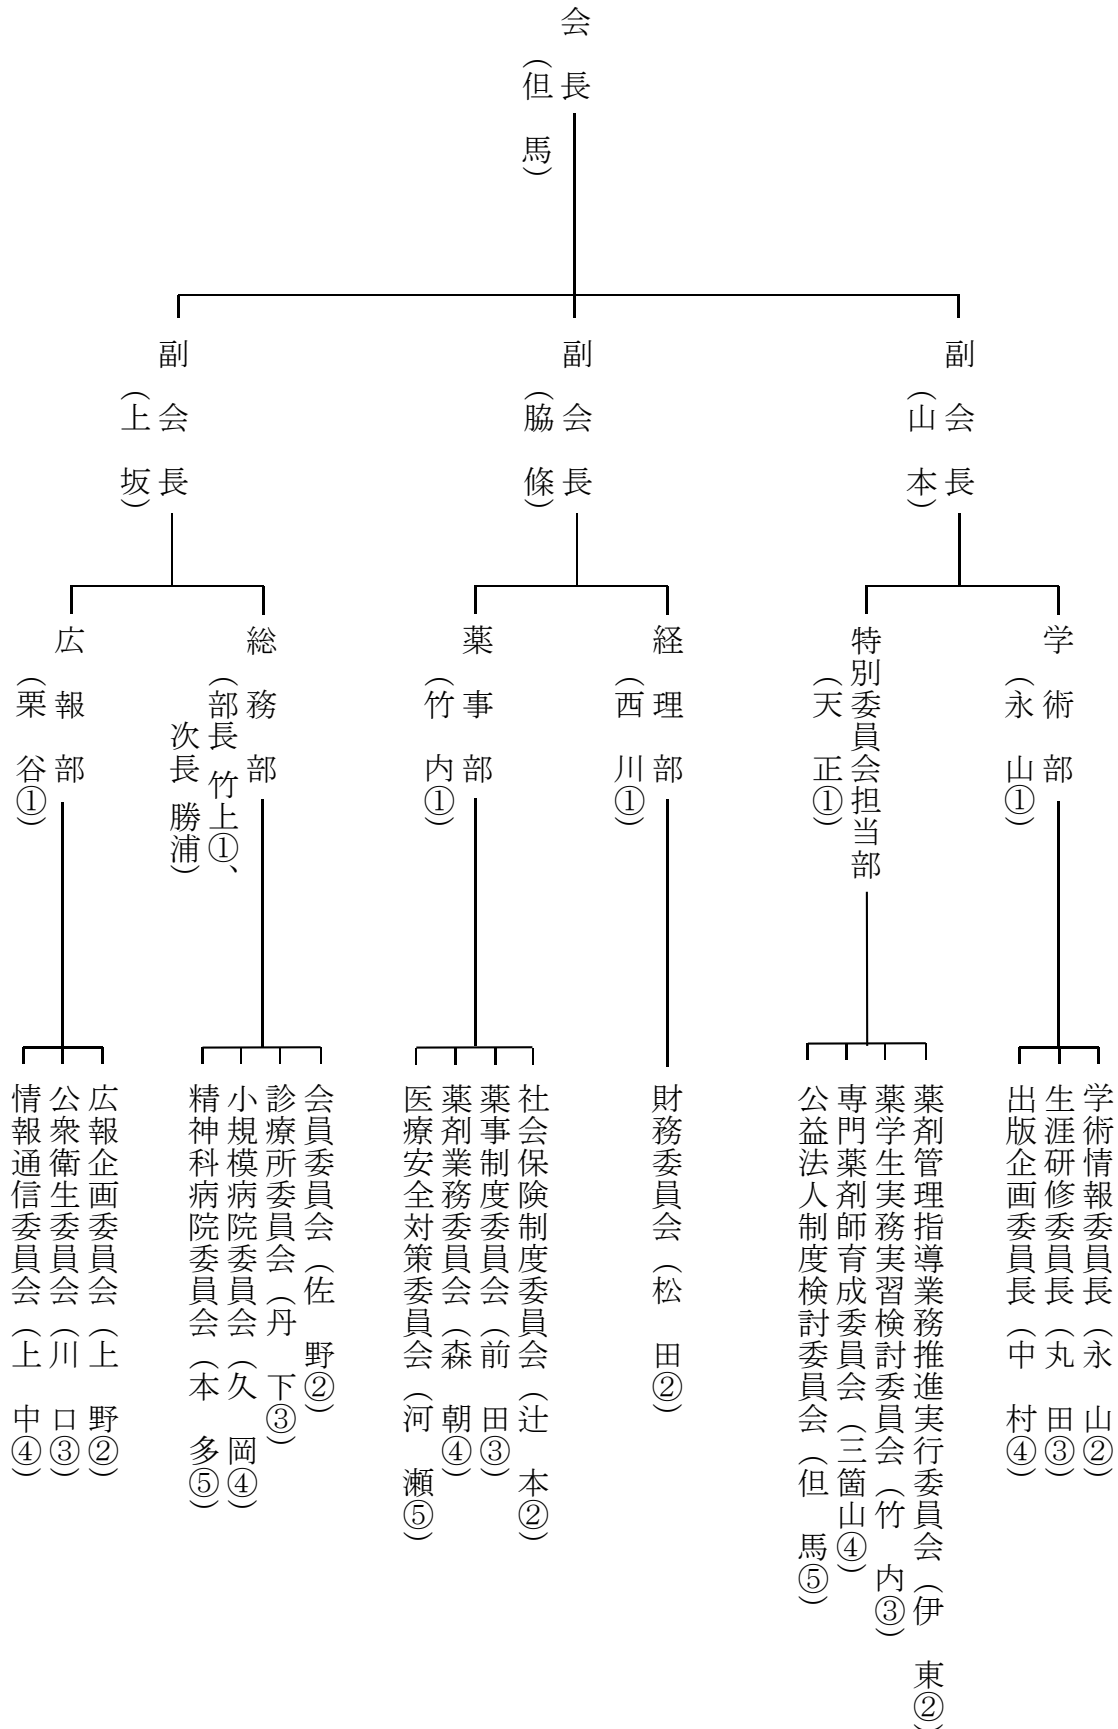 会長
(但馬)
副会長
(山本)
副会長
(脇條)
副会長
(上坂)
学術部
(永山①)
特別委員会担当部
(天正①)
経理部
(西川①)
薬事部
(竹内①)
総務部
(部長 竹上①、
次長 勝浦)
広報部
(栗谷①)
学術情報委員長(永山②)
生涯研修委員長(丸田③)
出版企画委員長(中村④)
薬剤管理指導業務推進実行委員会(伊東②)
薬学生実務実習検討委員会(竹内③)
専門薬剤師育成委員会(三箇山④)
公益法人制度検討委員会(但馬⑤)
財務委員会(松田②)
社会保険制度委員会(辻本②)
薬事制度委員会(前田③)
薬剤業務委員会(森朝④)
医療安全対策委員会(河瀬⑤)
会員委員会(佐野②)
診療所委員会(丹下③)
小規模病院委員会(久岡④)
精神科病院委員会(本多⑤)
広報企画委員会(上野②)
公衆衛生委員会(川口③)
情報通信委員会(上中④)